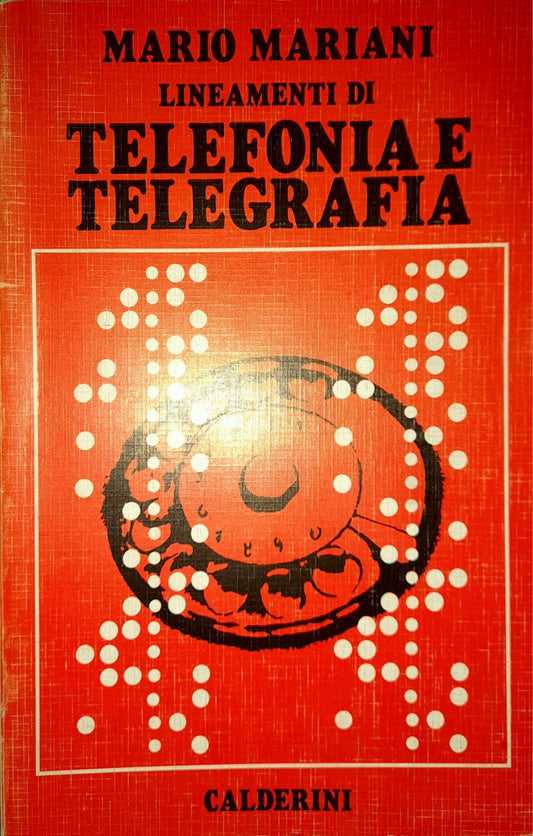 MARIO MARIANI
LINEAMENTI DI
TELEFONIA E
TELEGRAFIA
CALDERINI